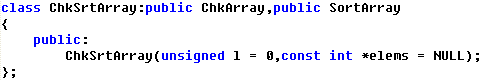 class ChkSrtArray:public ChkArray,public SortArray
{
public:
ChkSrtArray(unsigned l = 0,const int *elems = NULL);
};